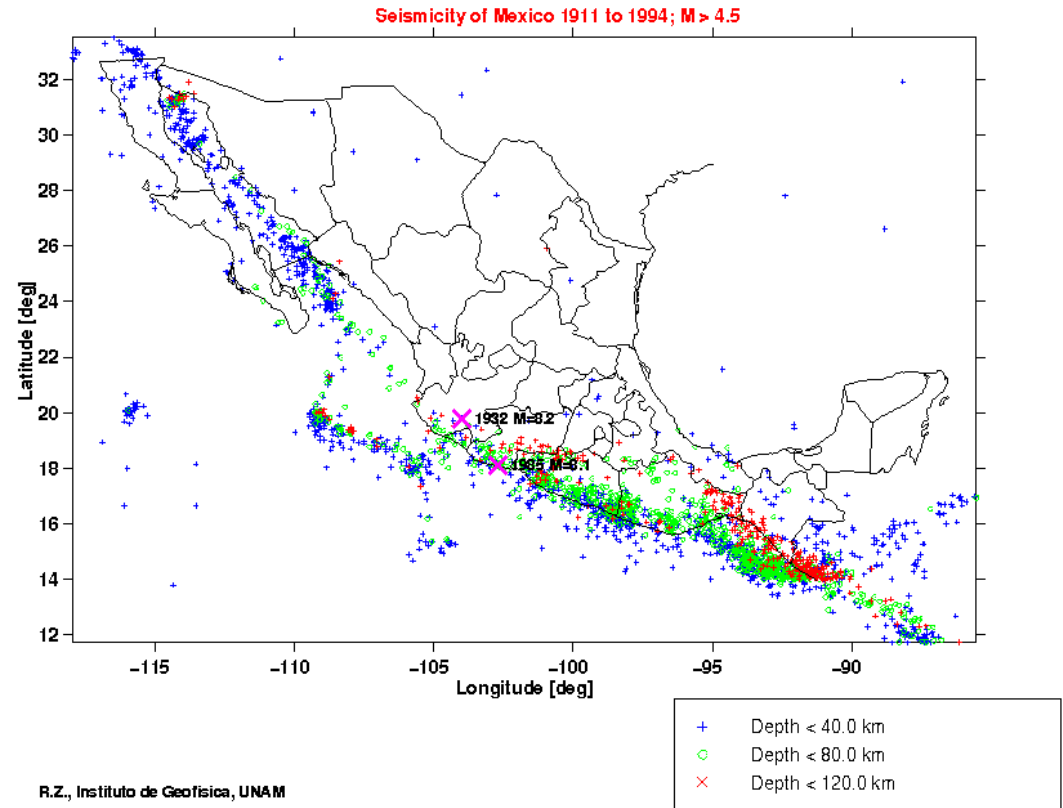 Seismicity of Mexico 1911 to 1994; M > 4.5
Latitude [deg]
32
30
28
26
24
22
20
18
16
14
12
1932 M=8.2
1985 M=8.1
−115
−110
−105
−100
−95
−90
Longitude [deg]
Depth < 40.0 km
Depth < 80.0 km
Depth < 120.0 km
R.Z., Instituto de Geofisica, UNAM